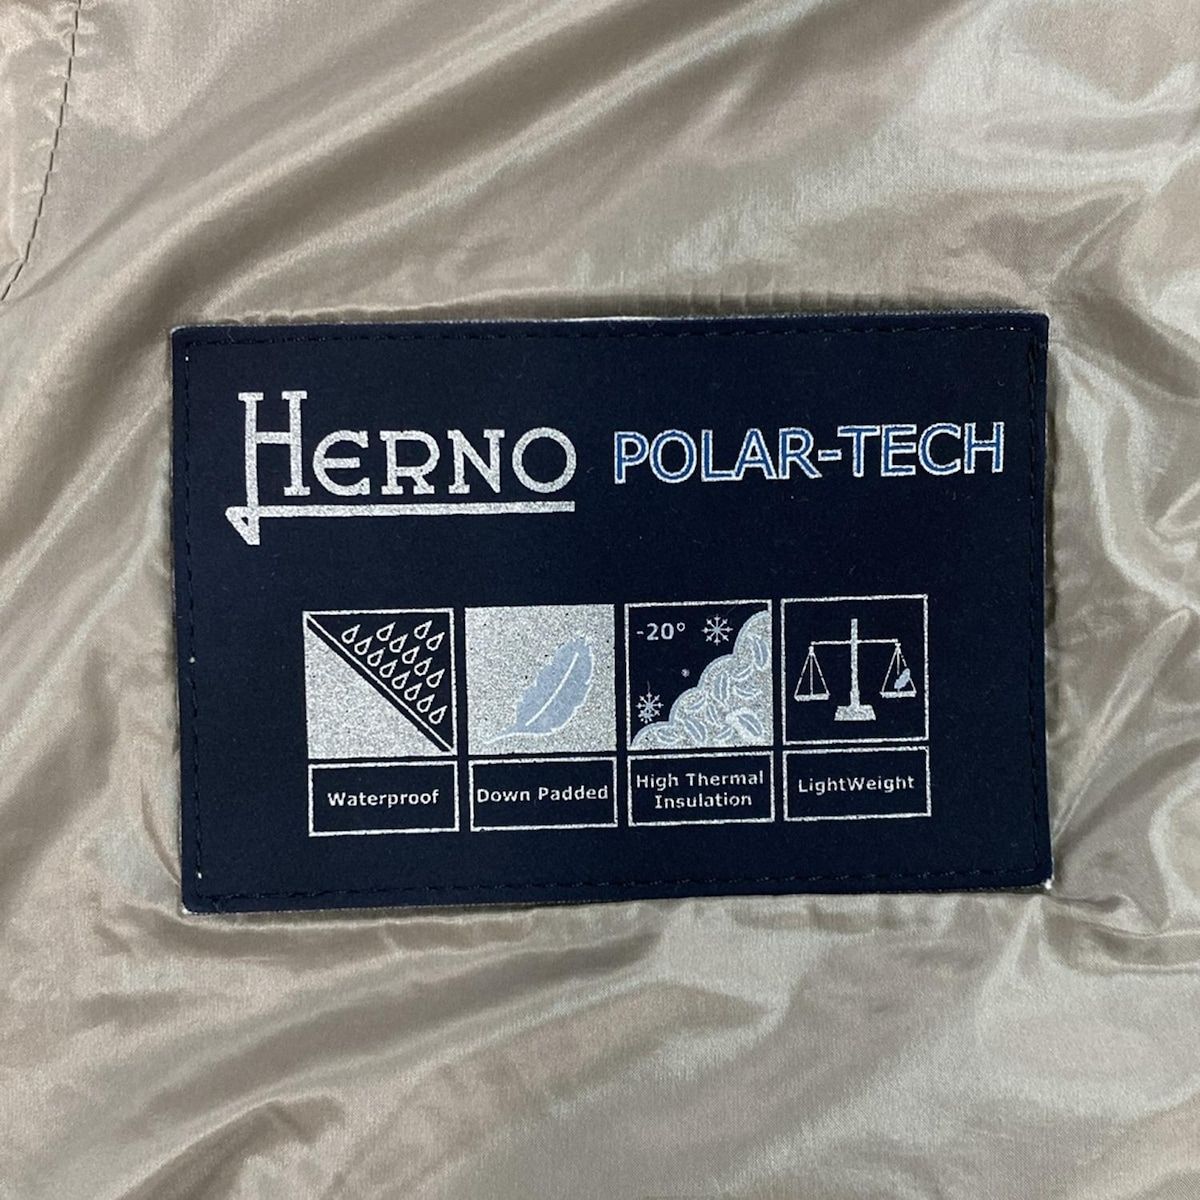 HERNO POLAR-TECH
-20°
Waterproof
Down Padded
High Thermal
Insulation
LightWeight